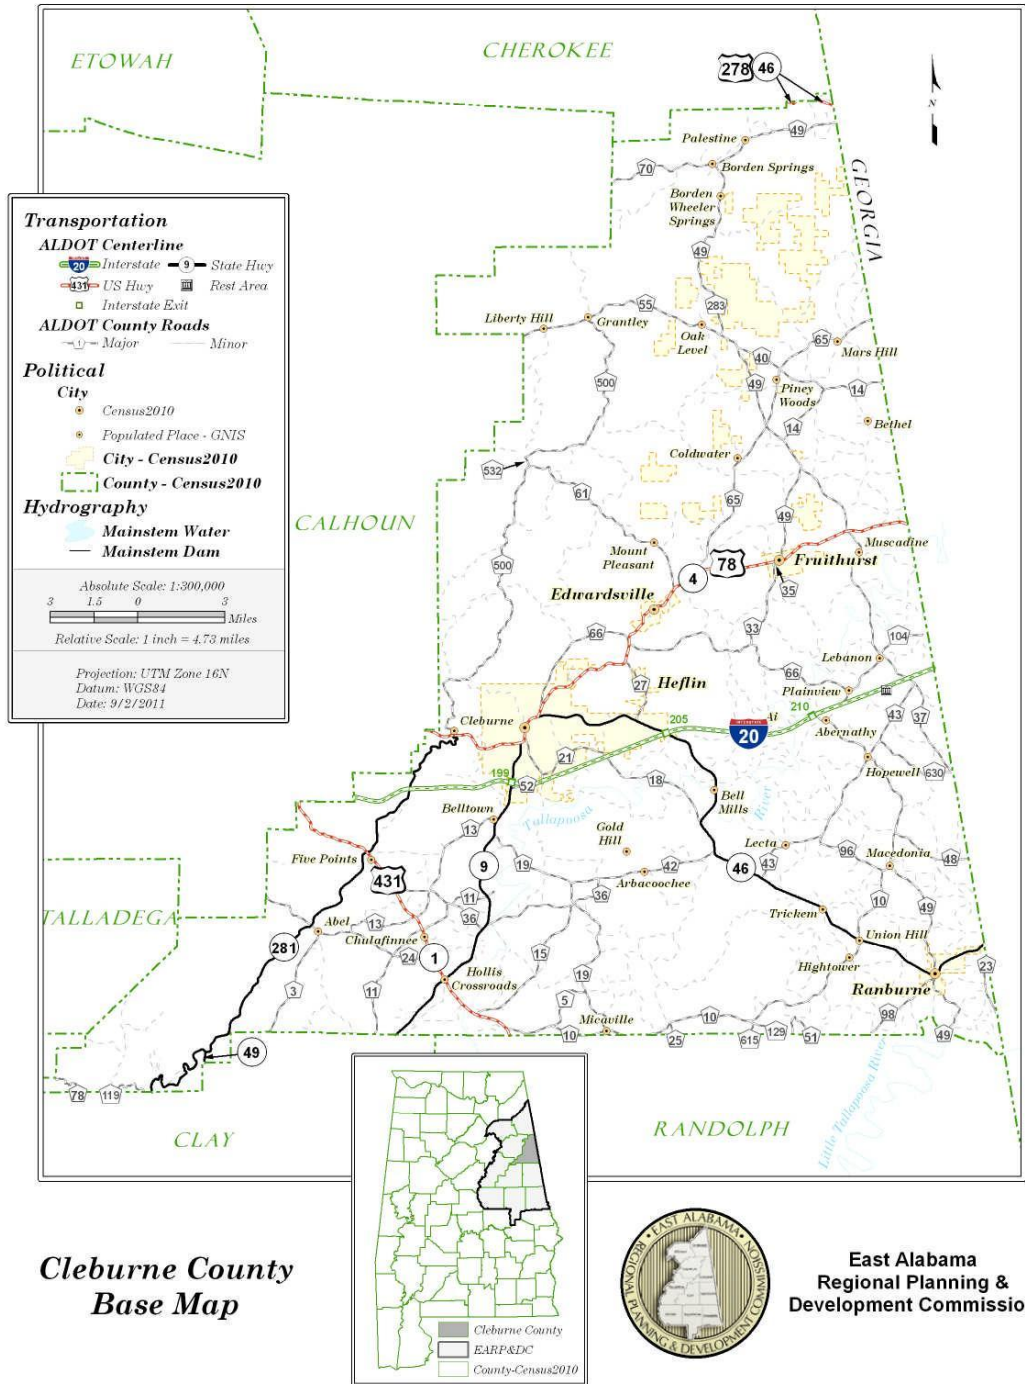 ETOWAH
CHEROKEE
278
46
N
49
Palestine
Borden Springs
70
Borden
Wheeler
Springs
GEORGIA
49
Transportation
ALDOT Centerline
20 Interstate
9 State Hwy
431 US Hwy
Rest Area
Interstate Exit
ALDOT County Roads
1 Major
Minor
Political
City
Census2010
Populated Place - GNIS
City - Census2010
County - Census2010
Hydrography
Mainstem Water
Mainstem Dam
Absolute Scale: 1:300,000
3 1.5 0 3
Miles
Relative Scale: 1 inch = 4.73 miles
Projection: UTM Zone 16N
Datum: WGS84
Date: 9/2/2011
283
55
Liberty Hill
Grantley
Oak
Level
65
Mars Hill
40
500
49
Piney
Woods
14
14
Bethel
Coldwater
532
61
65
CALHOUN
49
Mount
Pleasant
Muscadine
78
Fruithurst
4
500
35
Edwardsville
66
33
104
Lebanon
66
Heflin
27
Plainview
43
37
Cleburne
205
210
Ai
20
Abernathy
21
Hopewell
630
199
52
18
Bell
Mills
River
Tallapoosa
Belltown
13
Gold
Hill
Lecta
96
Macedonia
48
Five Points
9
19
42
46
43
431
Arbacoochee
11
36
10
49
TALLADEGA
Abel
13
36
Trickem
Union Hill
281
Chulafinnee
24
1
15
Hightower
23
3
11
Hollis
Crossroads
19
Ranburne
5
10
Micaville
10
25
615
129
51
98
49
49
78
119
CLAY
RANDOLPH
Little Tallapoosa River
Cleburne County
Base Map
Cleburne County
EARP&DC
County-Census2010
EAST ALABAMA
REGIONAL PLANNING & DEVELOPMENT COMMISSION
East Alabama
Regional Planning &
Development Commissio